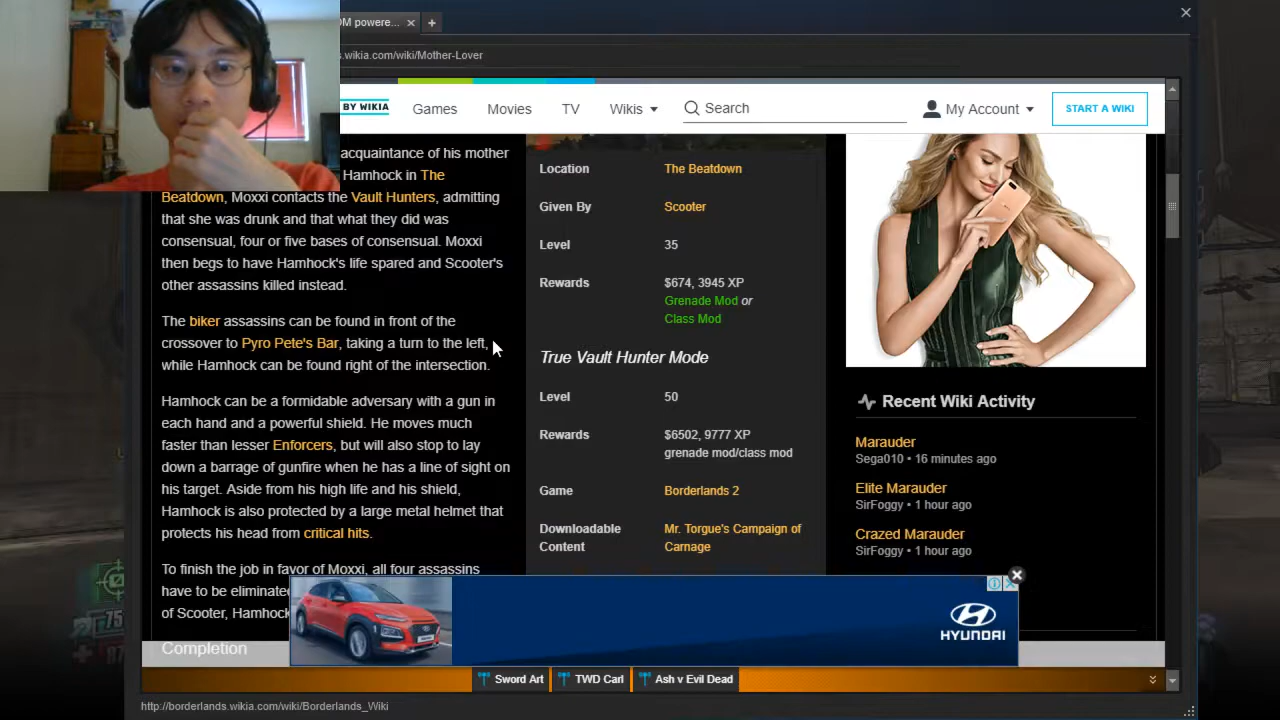 DM powere...
s.wikia.com/wiki/Mother-Lover
BY WIKIA
Games
Movies
TV
Wikis
Search
My Account
START A WIKI
acquaintance of his mother
Hamhock in The
Beatdown, Moxxi contacts the Vault Hunters, admitting
that she was drunk and that what they did was
consensual, four or five bases of consensual. Moxxi
then begs to have Hamhock's life spared and Scooter's
other assassins killed instead.
The biker assassins can be found in front of the
crossover to Pyro Pete's Bar, taking a turn to the left,
while Hamhock can be found right of the intersection.
Hamhock can be a formidable adversary with a gun in
each hand and a powerful shield. He moves much
faster than lesser Enforcers, but will also stop to lay
down a barrage of gunfire when he has a line of sight on
his target. Aside from his high life and his shield,
Hamhock is also protected by a large metal helmet that
protects his head from critical hits.
To finish the job in favor of Moxxi, all four assassins
have to be eliminate
of Scooter, Hamhock
Completion
Location The Beatdown
Given By Scooter
Level 35
Rewards $674, 3945 XP
Grenade Mod or
Class Mod
True Vault Hunter Mode
Level 50
Rewards $6502, 9777 XP
grenade mod/class mod
Game Borderlands 2
Downloadable Mr. Torgue's Campaign of
Content Carnage
Recent Wiki Activity
Marauder
Sega010 • 16 minutes ago
Elite Marauder
SirFoggy • 1 hour ago
Crazed Marauder
SirFoggy • 1 hour ago
HYUNDAI
Sword Art
TWD Carl
Ash v Evil Dead
http://borderlands.wikia.com/wiki/Borderlands_Wiki